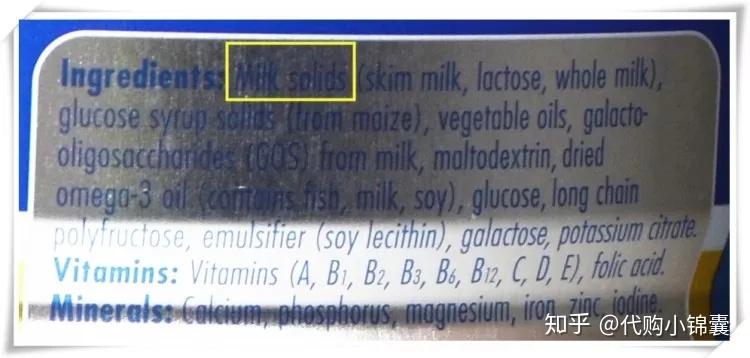 Ingredients: Milk solids (skim milk, lactose, whole milk),
glucose syrup solids (from maize), vegetable oils, galacto-
oligosaccharides (GOS) from milk, maltodextrin, dried
omega-3 oil (contains fish, milk, soy), glucose, long chain
polyfructose, emulsifier (soy lecithin), galactose, potassium citrate.
Vitamins: Vitamins (A, B1, B2, B3, B6, B12, C, D, E), folic acid.
Minerals: Calcium, phosphorus, magnesium, iron, zinc, iodine.
知乎 @代购小锦囊